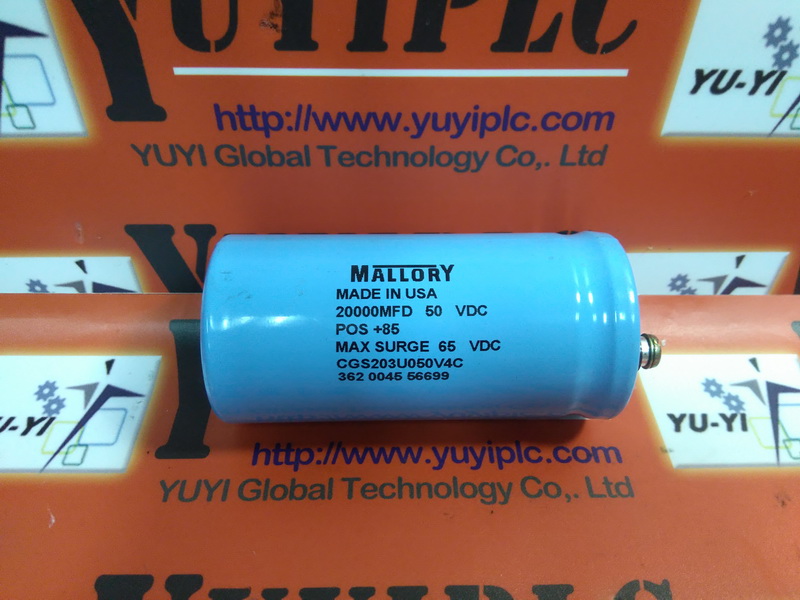 YUYIPLC
YU-YI
http://www.yuyiplc.com
YUYI Global Technology Co,. Ltd
MALLORY
MADE IN USA
20000MFD 50 VDC
POS +85
MAX SURGE 65 VDC
CGS203U050V4C
362 0045 56699
U-YI
YU-YI
http://www.yuyiplc.com
YUYI Global Technology Co,. Ltd
YUYIPLC